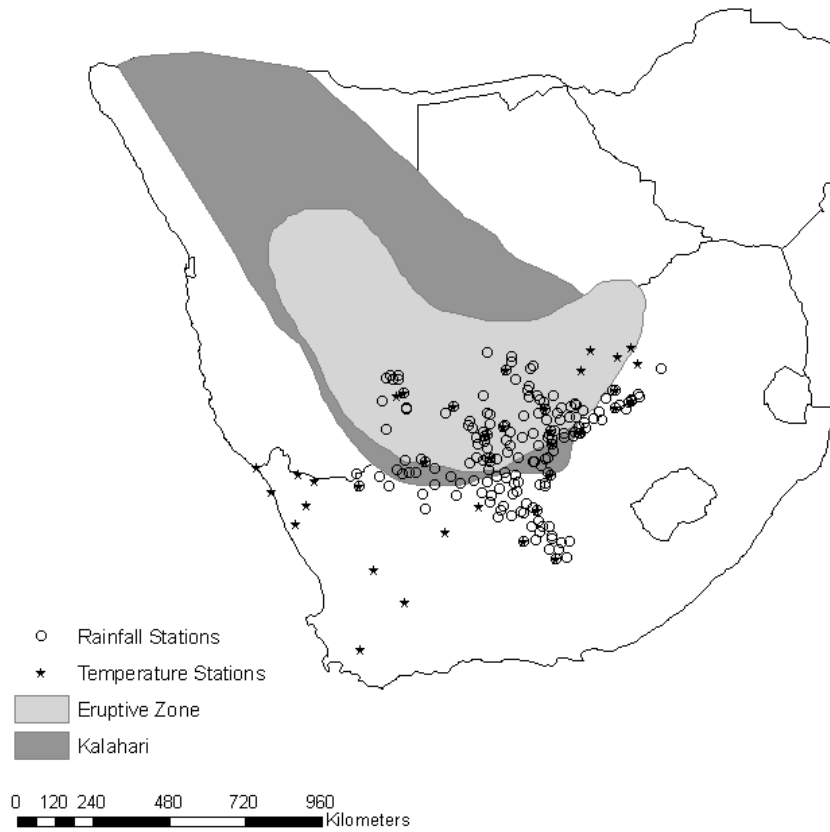 Rainfall Stations
Temperature Stations
Eruptive Zone
Kalahari
0 120 240 480 720 960
Kilometers